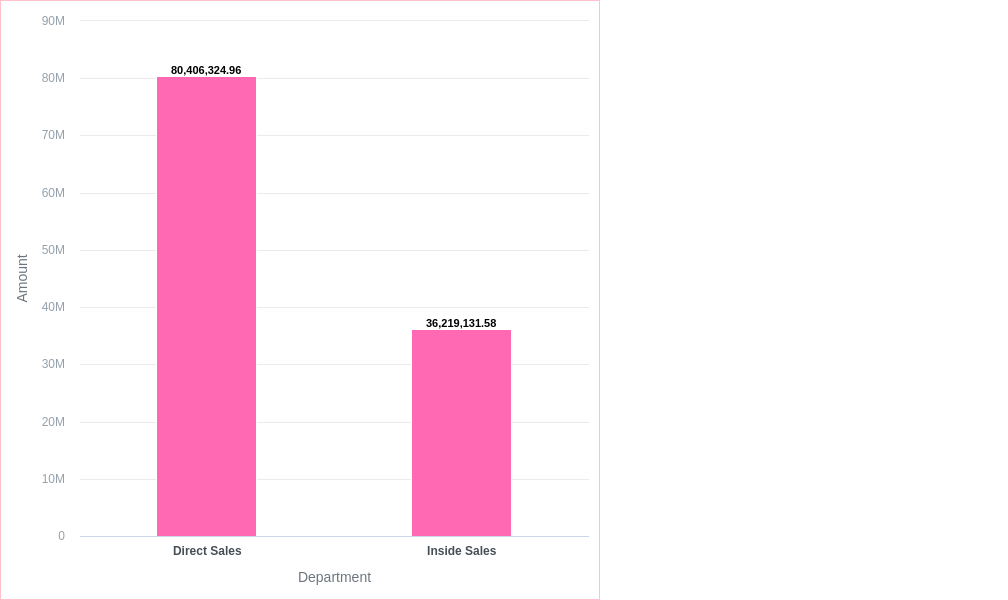 90M
80,406,324.96
80M
70M
60M
50M
Amount
40M
36,219,131.58
30M
20M
10M
0
Direct Sales
Inside Sales
Department